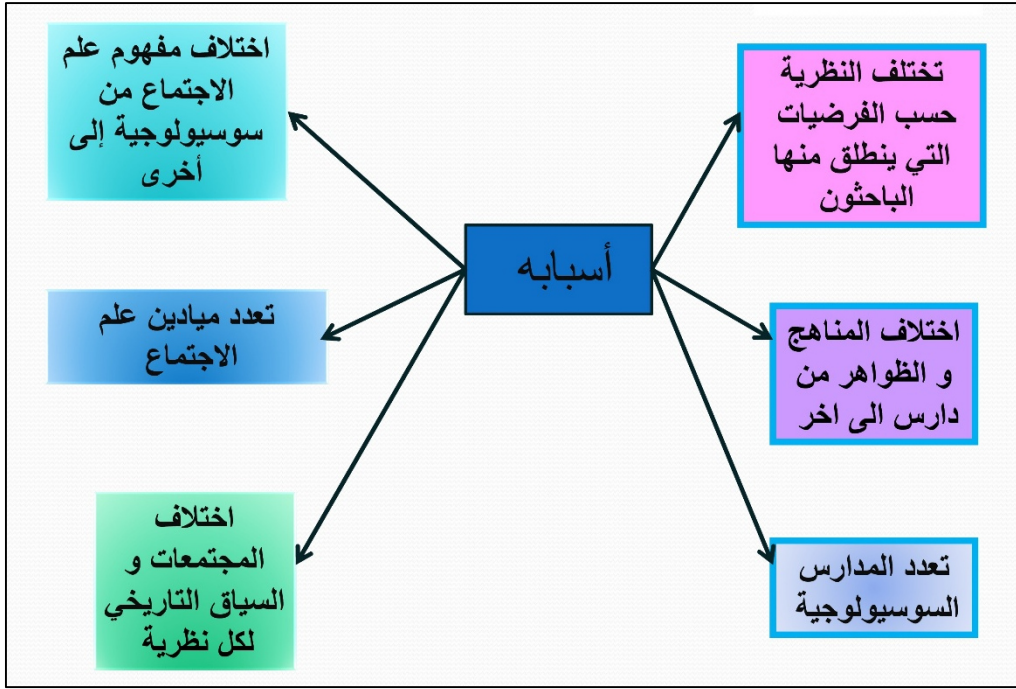 أسبابه
تختلف النظرية
حسب الفرضيات
التي ينطلق منها
الباحثون
اختلاف المناهج
و الظواهر من
دارس الى اخر
تعدد المدارس
السوسيولوجية
اختلاف مفهوم علم
الاجتماع من
سوسيولوجية إلى
أخرى
تعدد ميادين علم
الاجتماع
اختلاف
المجتمعات و
السياق التاريخي
لكل نظرية